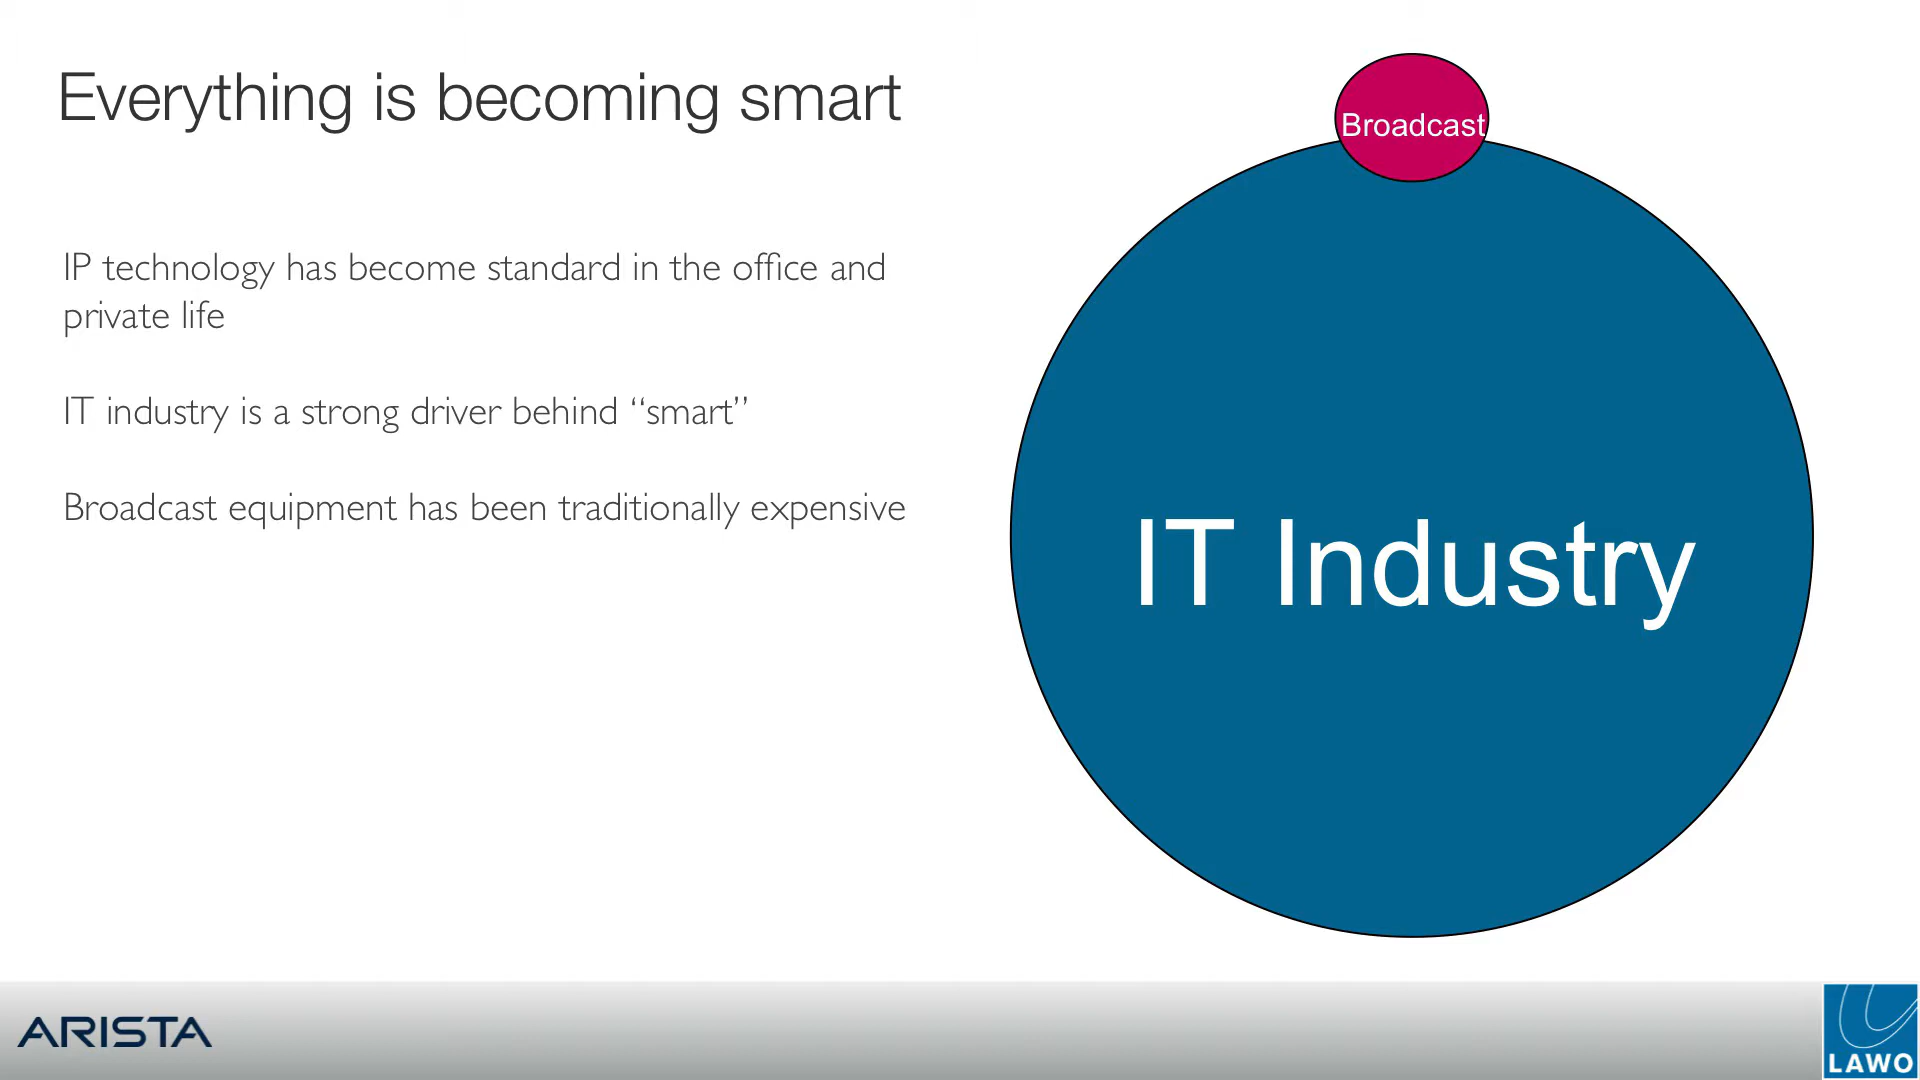 Everything is becoming smart
Broadcast
IP technology has become standard in the office and
private life
IT industry is a strong driver behind “smart”
Broadcast equipment has been traditionally expensive
IT Industry
ARISTA
LAWO